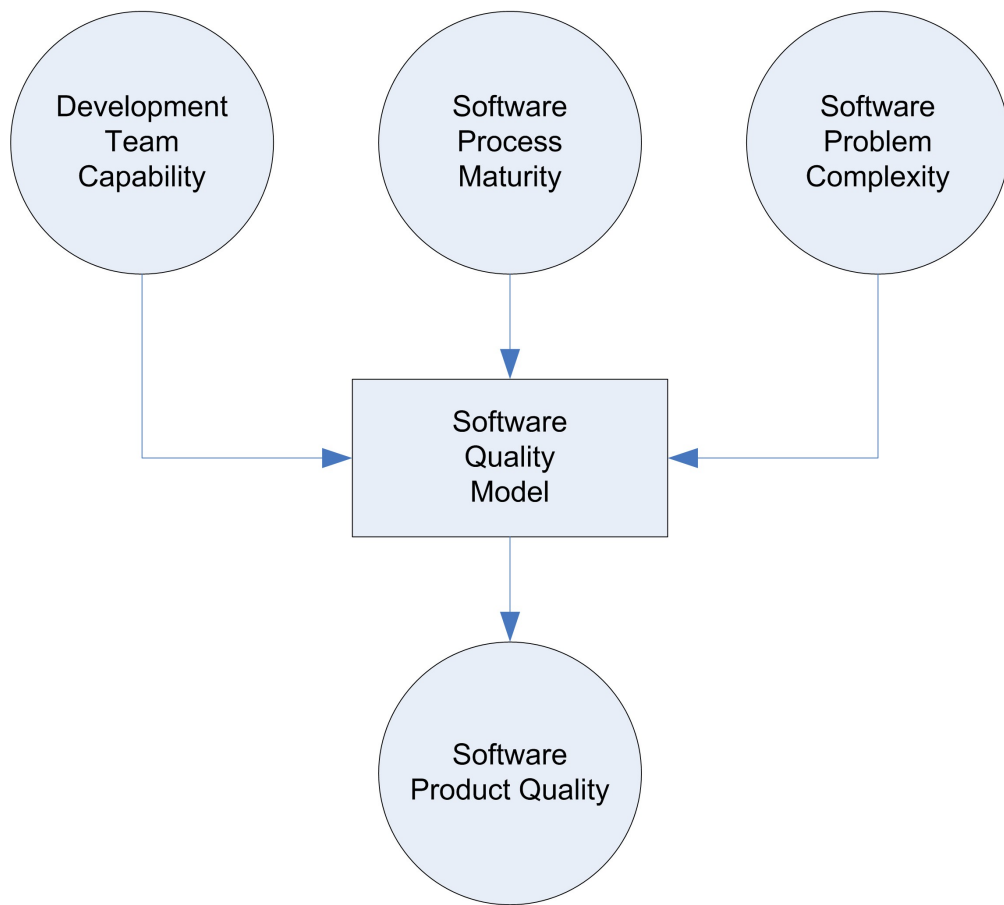 Development
Team
Capability
Software
Process
Maturity
Software
Problem
Complexity
Software
Quality
Model
Software
Product Quality